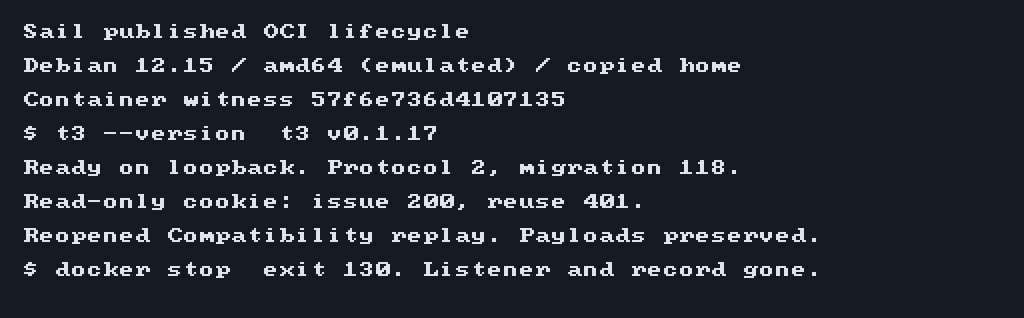 Sail published OCI lifecycle
Debian 12.15 / amd64 (emulated) / copied home
Container witness 57f6e736d4107135
$ t3 --version  t3 v0.1.17
Ready on loopback. Protocol 2, migration 118.
Read-only cookie: issue 200, reuse 401.
Reopened Compatibility replay. Payloads preserved.
$ docker stop  exit 130. Listener and record gone.